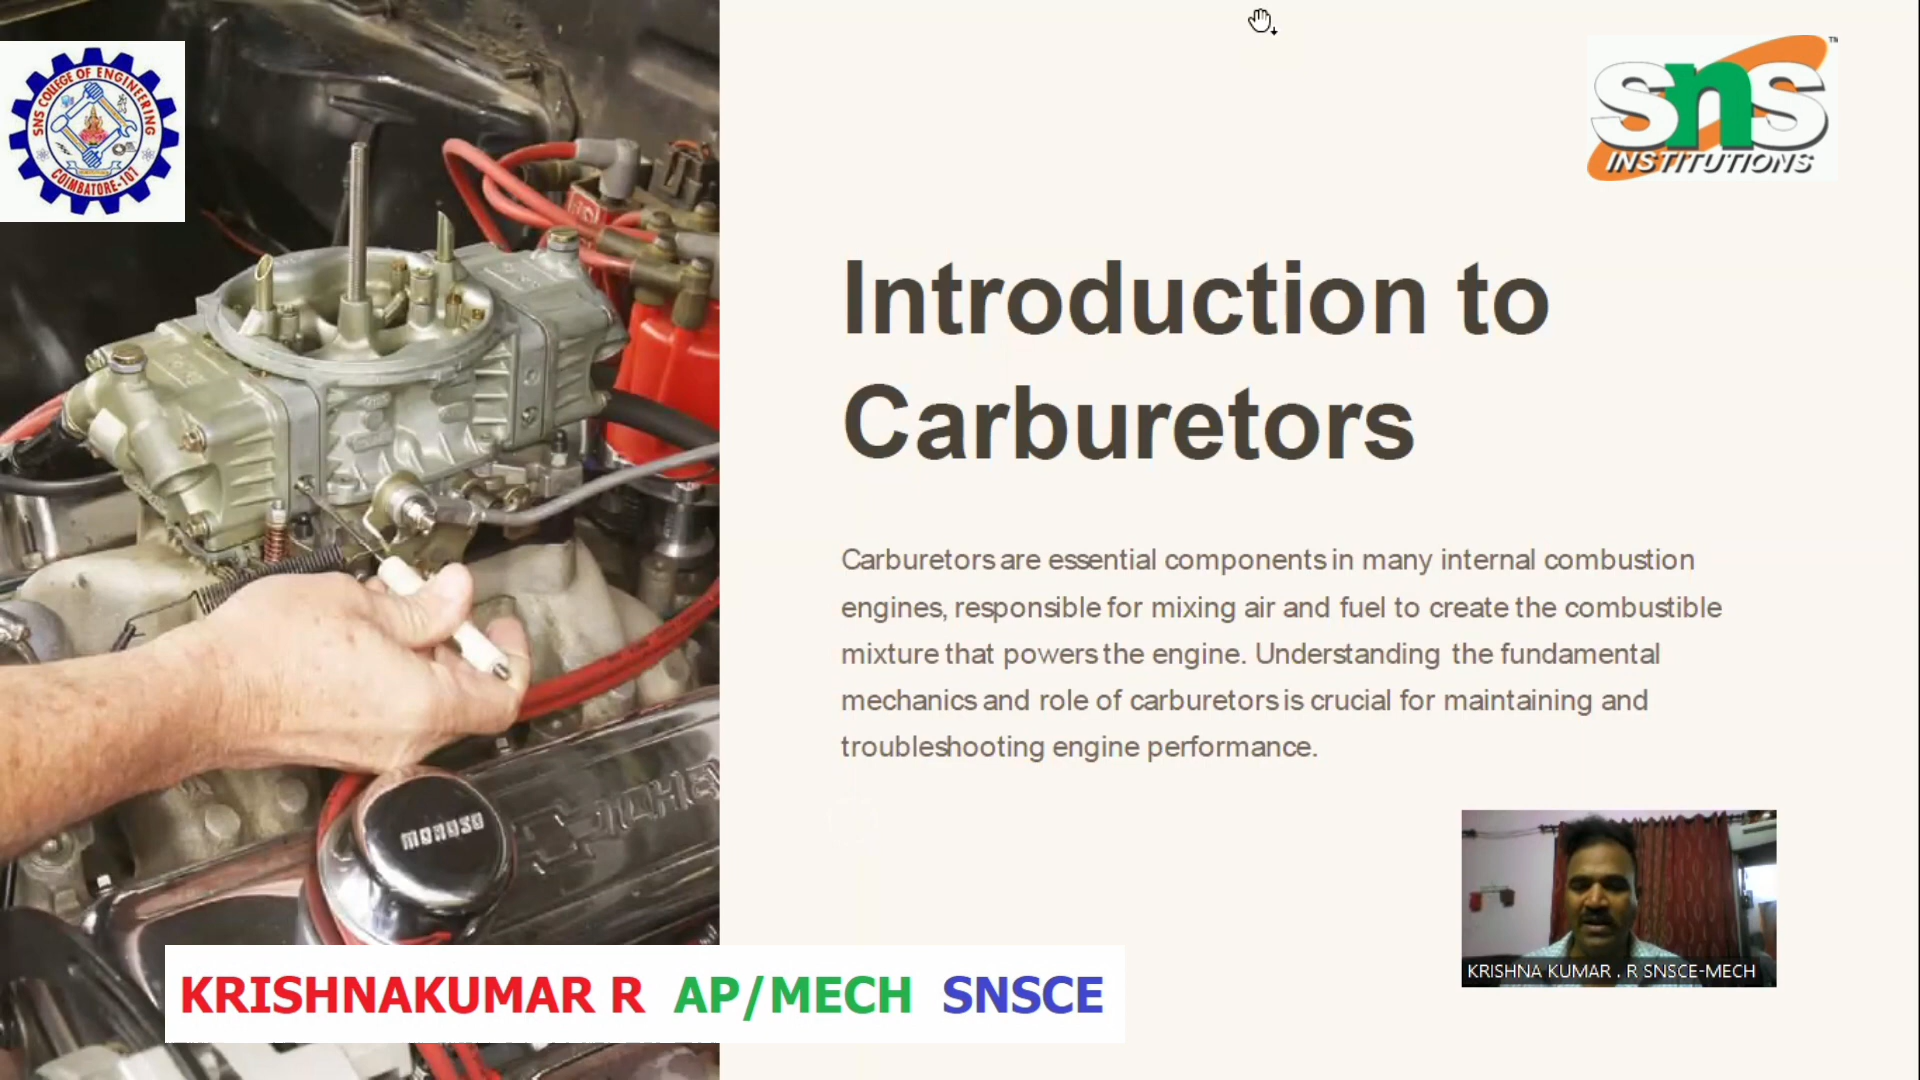 SNS COLLEGE OF ENGINEERING
COIMBATORE-107
SNS
INSTITUTIONS
TM
Introduction to
Carburetors
Carburetors are essential components in many internal combustion
engines, responsible for mixing air and fuel to create the combustible
mixture that powers the engine. Understanding the fundamental
mechanics and role of carburetors is crucial for maintaining and
troubleshooting engine performance.
moroso
KRISHNA KUMAR . R SNSCE-MECH
KRISHNAKUMAR R AP/MECH SNSCE